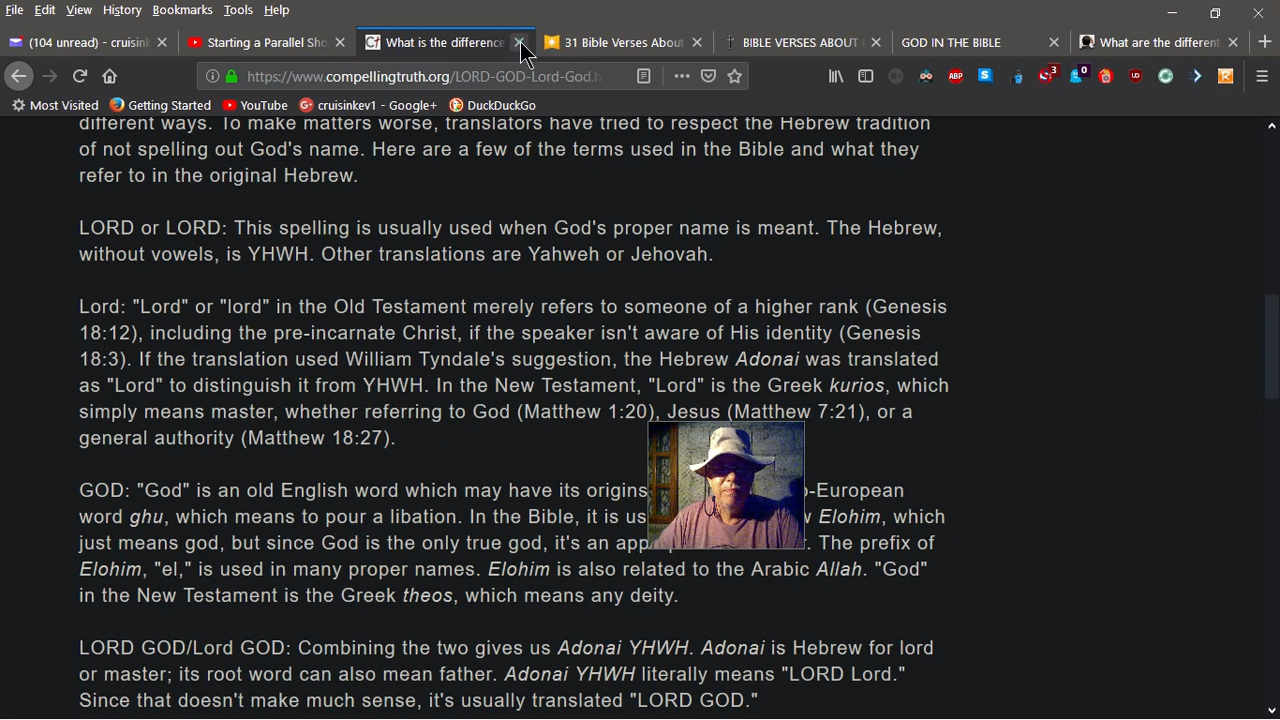 File Edit View History Bookmarks Tools Help
(104 unread) - cruisink
Starting a Parallel Sho
What is the difference
31 Bible Verses About
BIBLE VERSES ABOUT
GOD IN THE BIBLE
What are the different
https://www.compellingtruth.org/LORD-GOD-Lord-God.h
ABP
S
3
0
UD
R
Most Visited Getting Started YouTube cruisinkev1 - Google+ DuckDuckGo
different ways. To make matters worse, translators have tried to respect the Hebrew tradition
of not spelling out God's name. Here are a few of the terms used in the Bible and what they
refer to in the original Hebrew.
LORD or LORD: This spelling is usually used when God's proper name is meant. The Hebrew,
without vowels, is YHWH. Other translations are Yahweh or Jehovah.
Lord: "Lord" or "lord" in the Old Testament merely refers to someone of a higher rank (Genesis
18:12), including the pre-incarnate Christ, if the speaker isn't aware of His identity (Genesis
18:3). If the translation used William Tyndale's suggestion, the Hebrew Adonai was translated
as "Lord" to distinguish it from YHWH. In the New Testament, "Lord" is the Greek kurios, which
simply means master, whether referring to God (Matthew 1:20), Jesus (Matthew 7:21), or a
general authority (Matthew 18:27).
GOD: "God" is an old English word which may have its origins o-European
word ghu, which means to pour a libation. In the Bible, it is us w Elohim, which
just means god, but since God is the only true god, it's an app r. The prefix of
Elohim, "el," is used in many proper names. Elohim is also related to the Arabic Allah. "God"
in the New Testament is the Greek theos, which means any deity.
LORD GOD/Lord GOD: Combining the two gives us Adonai YHWH. Adonai is Hebrew for lord
or master; its root word can also mean father. Adonai YHWH literally means "LORD Lord."
Since that doesn't make much sense, it's usually translated "LORD GOD."